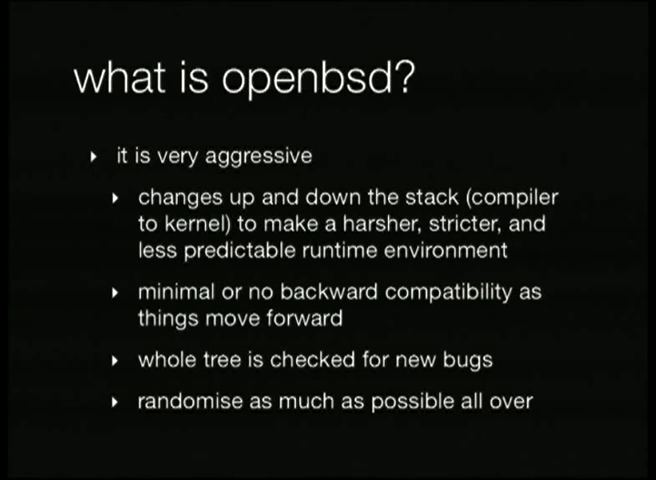 what is openbsd?
it is very aggressive
changes up and down the stack (compiler
to kernel) to make a harsher, stricter, and
less predictable runtime environment
minimal or no backward compatibility as
things move forward
whole tree is checked for new bugs
randomise as much as possible all over